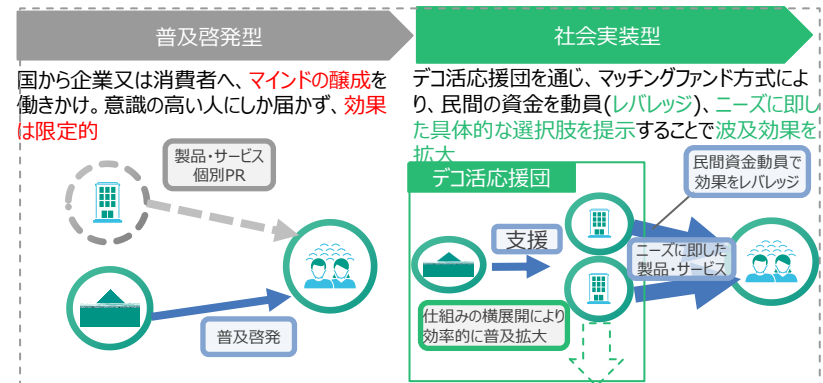 普及啓発型
国から企業又は消費者へ、マインドの醸成を
働きかけ。意識の高い人にしか届かず、効果
は限定的
製品・サービス
個別PR
普及啓発
社会実装型
デコ活応援団を通じ、マッチングファンド方式によ
り、民間の資金を動員(レバレッジ)、ニーズに即し
た具体的な選択肢を提示することで波及効果を
拡大
デコ活応援団
民間資金動員で
効果をレバレッジ
支援
ニーズに即した
製品・サービス
仕組みの横展開により
効率的に普及拡大